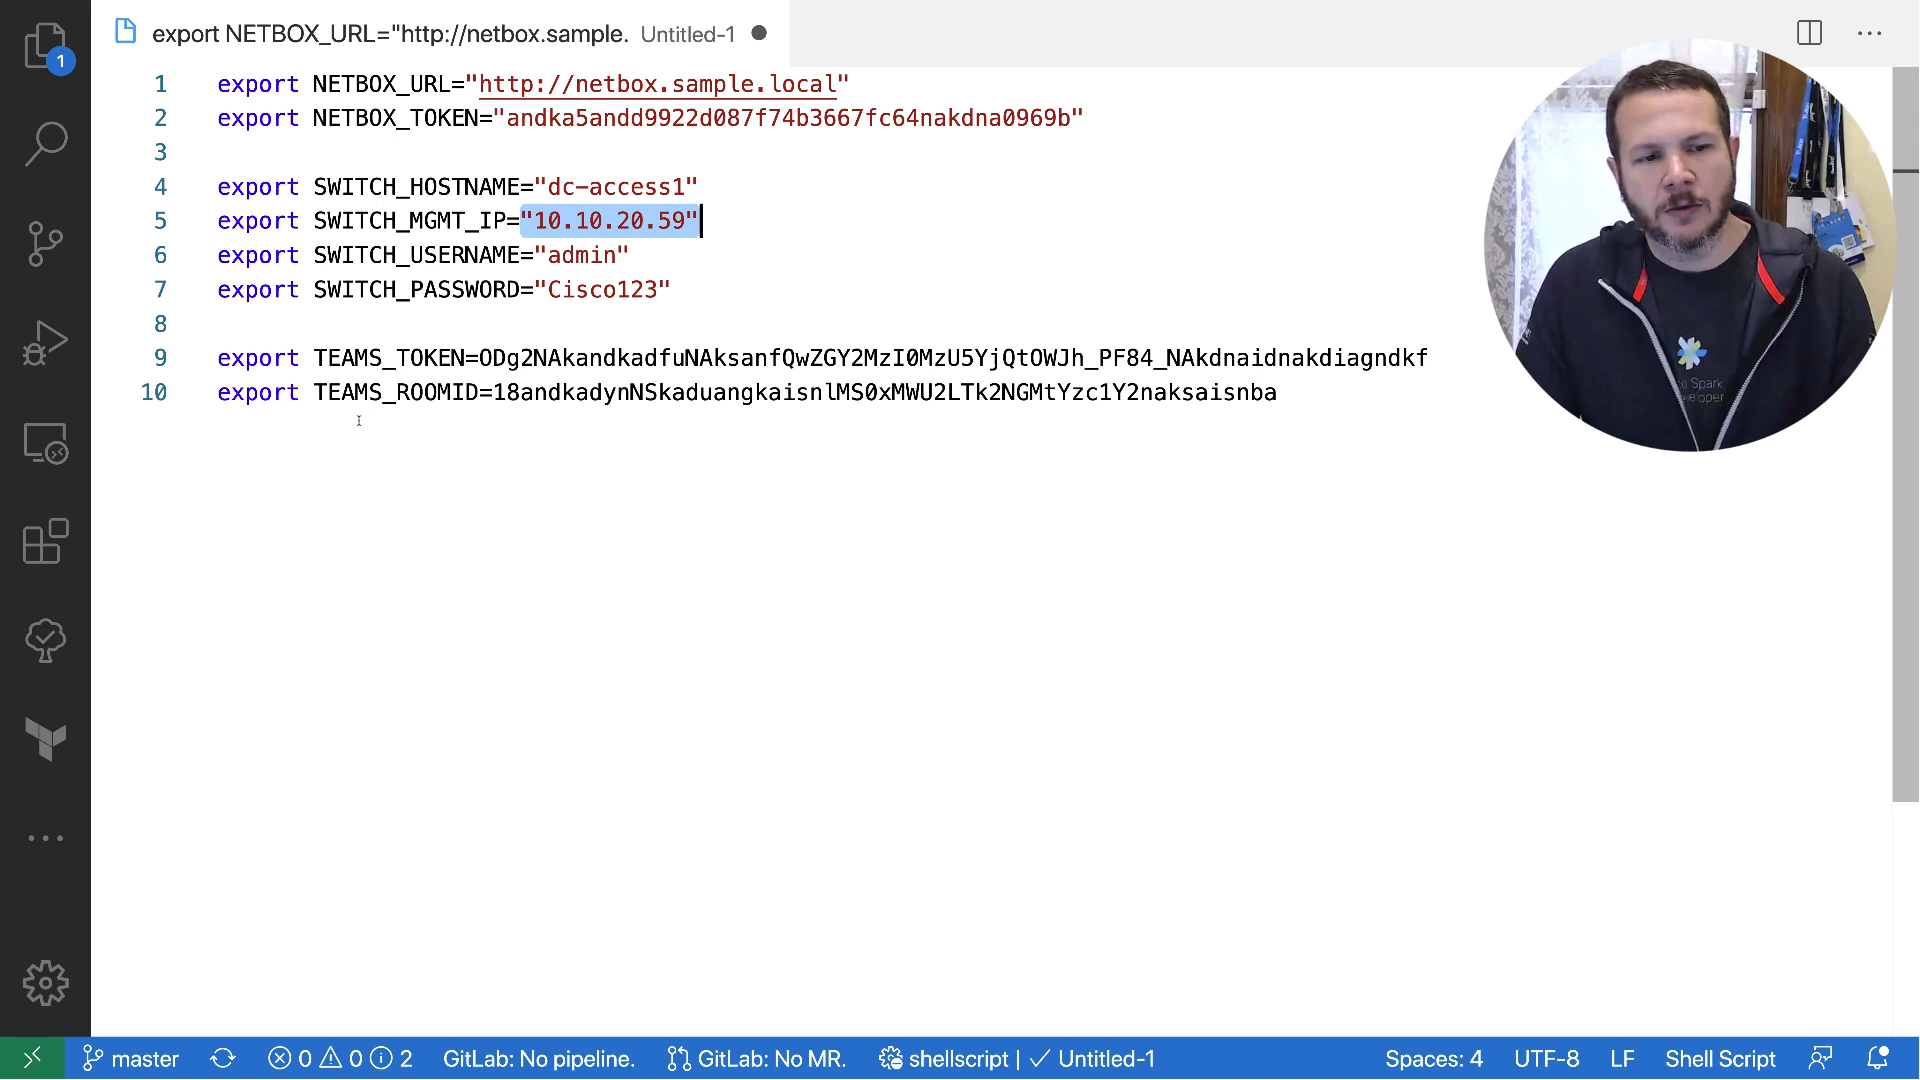 export NETBOX_URL="http://netbox.sample. Untitled-1
1
1 export NETBOX_URL="http://netbox.sample.local"
2 export NETBOX_TOKEN="andka5andd9922d087f74b3667fc64nakdna0969b"
3
4 export SWITCH_HOSTNAME="dc-access1"
5 export SWITCH_MGMT_IP="10.10.20.59"
6 export SWITCH_USERNAME="admin"
7 export SWITCH_PASSWORD="Cisco123"
8
9 export TEAMS_TOKEN=ODg2NAkandkadfuNAksanfQwZGY2MzI0MzU5YjQtOWJh_PF84_NAkdnaidnakdiagndkf
10 export TEAMS_ROOMID=18andkadynNSkaduangkaisnlMS0xMWU2LTk2NGMtYzc1Y2naksaisnba
Spark
master 0 0 2 GitLab: No pipeline. GitLab: No MR. shellscript | ✓ Untitled-1 Spaces: 4 UTF-8 LF Shell Script